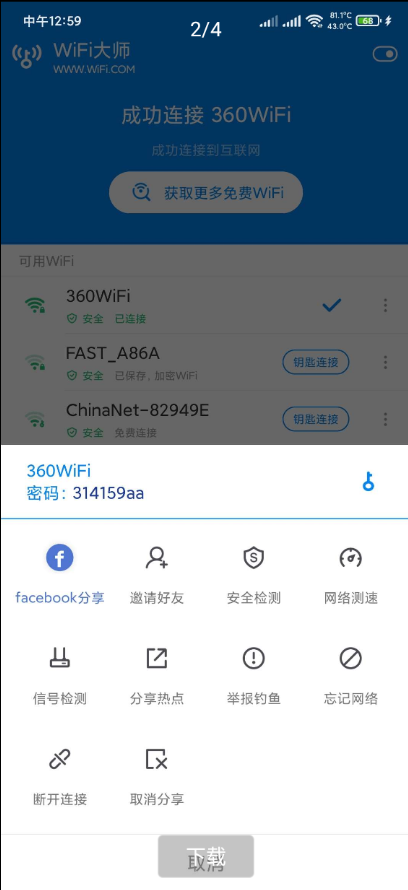 中午12:59
2/4
81.1°C
43.0°C
68
WiFi大师
WWW.WiFi.COM
成功连接 360WiFi
成功连接到互联网
获取更多免费WiFi
可用WiFi
360WiFi
安全 已连接
FAST_A86A
安全 已保存，加密WiFi
钥匙连接
ChinaNet-82949E
安全 免费连接
钥匙连接
360WiFi
密码：314159aa
facebook分享
邀请好友
安全检测
网络测速
信号检测
分享热点
举报钓鱼
忘记网络
断开连接
取消分享
下载
取消